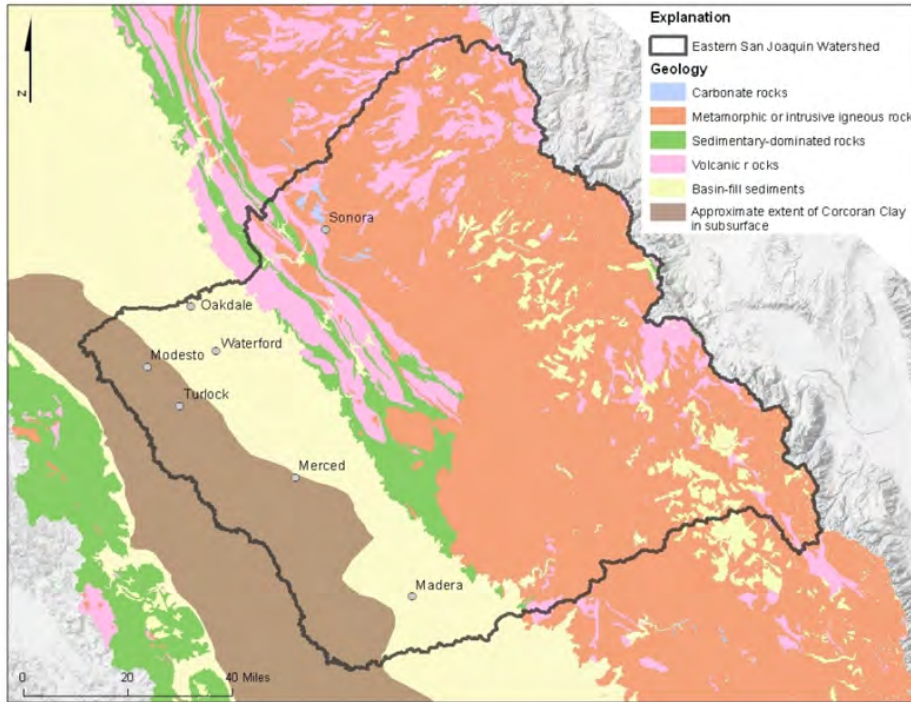 Explanation
Eastern San Joaquin Watershed
Geology
Carbonate rocks
Metamorphic or intrusive igneous rock
Sedimentary-dominated rocks
Volcanic r ocks
Basin-fill sediments
Approximate extent of Corcoran Clay
in subsurface
N
Sonora
Oakdale
Waterford
Modesto
Turlock
Merced
Madera
0 20 40 Miles